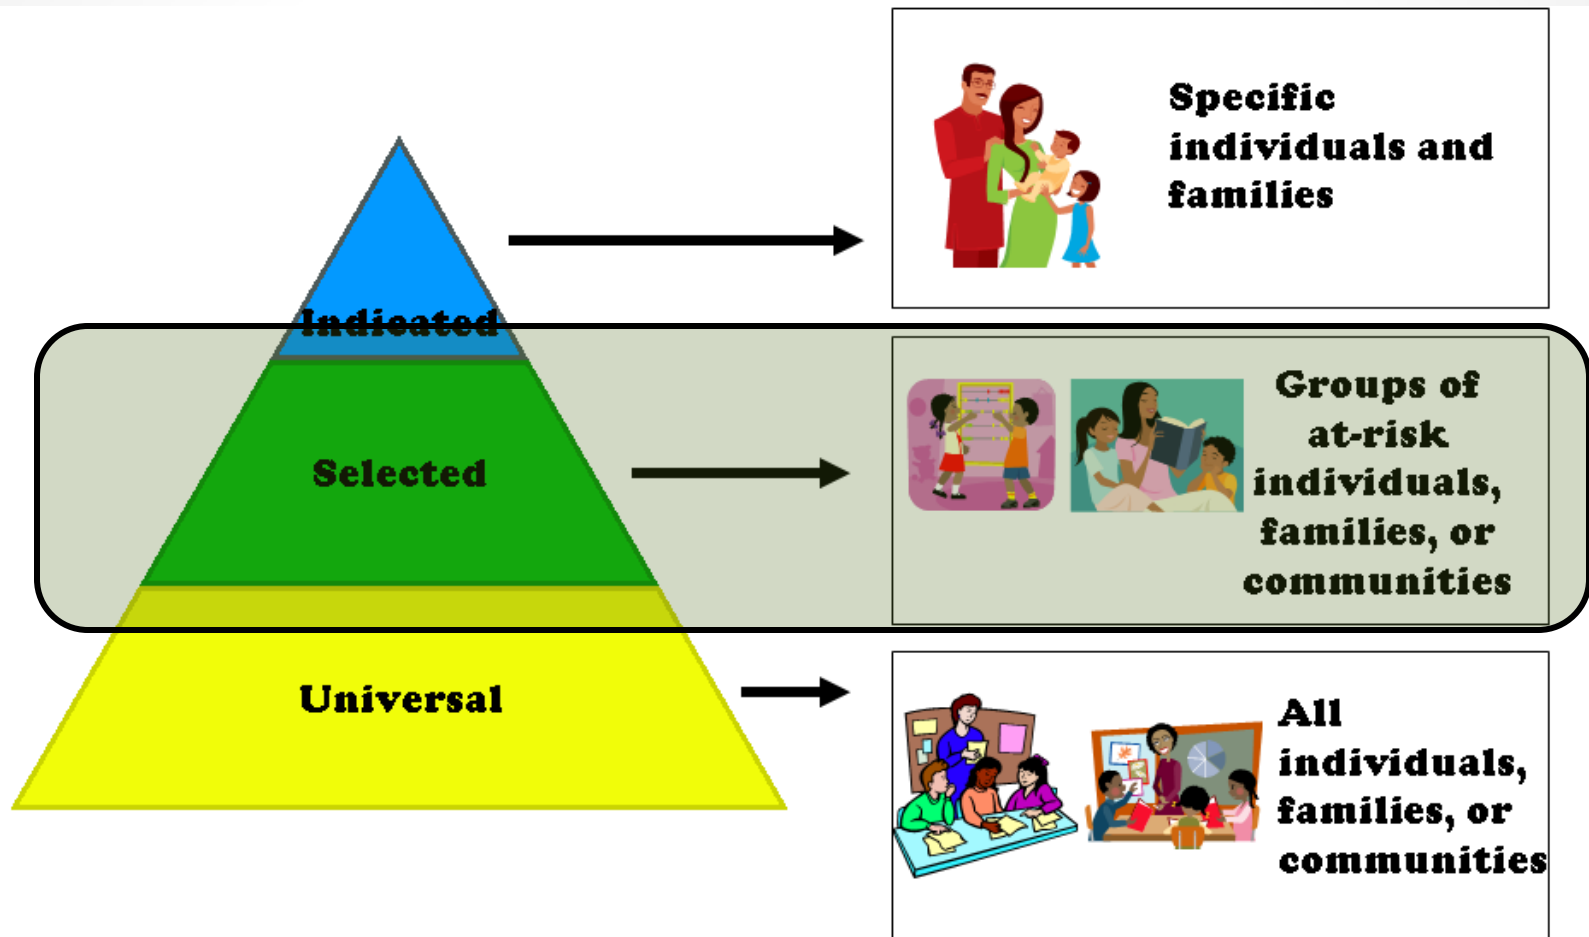 Specific
individuals and
families
Indicated
Groups of
at-risk
individuals,
families, or
communities
Selected
Universal
All
individuals,
families, or
communities